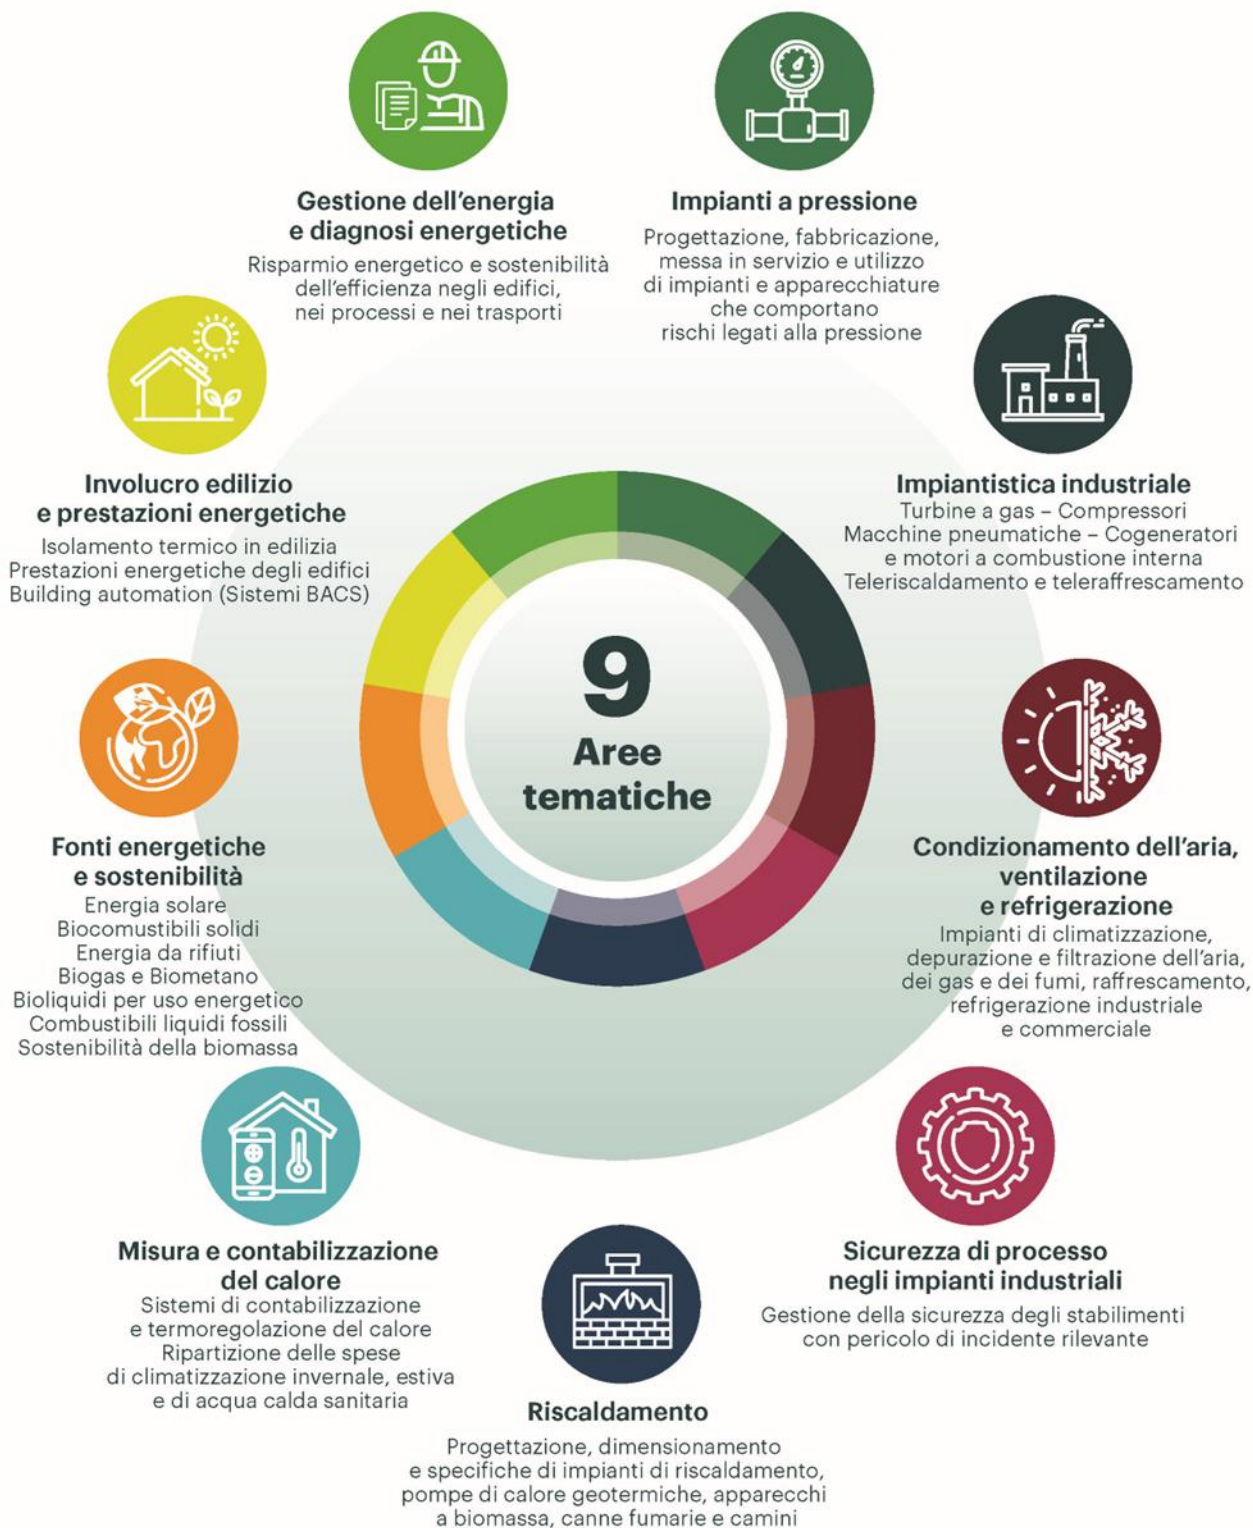 Gestione dell'energia
e diagnosi energetiche
Risparmio energetico e sostenibilità
dell'efficienza negli edifici,
nei processi e nei trasporti
Impianti a pressione
Progettazione, fabbricazione,
messa in servizio e utilizzo
di impianti e apparecchiature
che comportano
rischi legati alla pressione
Involucro edilizio
e prestazioni energetiche
Isolamento termico in edilizia
Prestazioni energetiche degli edifici
Building automation (Sistemi BACS)
Impiantistica industriale
Turbine a gas – Compressori
Macchine pneumatiche – Cogeneratori
e motori a combustione interna
Teleriscaldamento e teleraffrescamento
9
Aree
tematiche
Fonti energetiche
e sostenibilità
Energia solare
Biocomustibili solidi
Energia da rifiuti
Biogas e Biometano
Bioliquidi per uso energetico
Combustibili liquidi fossili
Sostenibilità della biomassa
Condizionamento dell'aria,
ventilazione
e refrigerazione
Impianti di climatizzazione,
depurazione e filtrazione dell'aria,
dei gas e dei fumi, raffrescamento,
refrigerazione industriale
e commerciale
Misura e contabilizzazione
del calore
Sistemi di contabilizzazione
e termoregolazione del calore
Ripartizione delle spese
di climatizzazione invernale, estiva
e di acqua calda sanitaria
Sicurezza di processo
negli impianti industriali
Gestione della sicurezza degli stabilimenti
con pericolo di incidente rilevante
Riscaldamento
Progettazione, dimensionamento
e specifiche di impianti di riscaldamento,
pompe di calore geotermiche, apparecchi
a biomassa, canne fumarie e camini